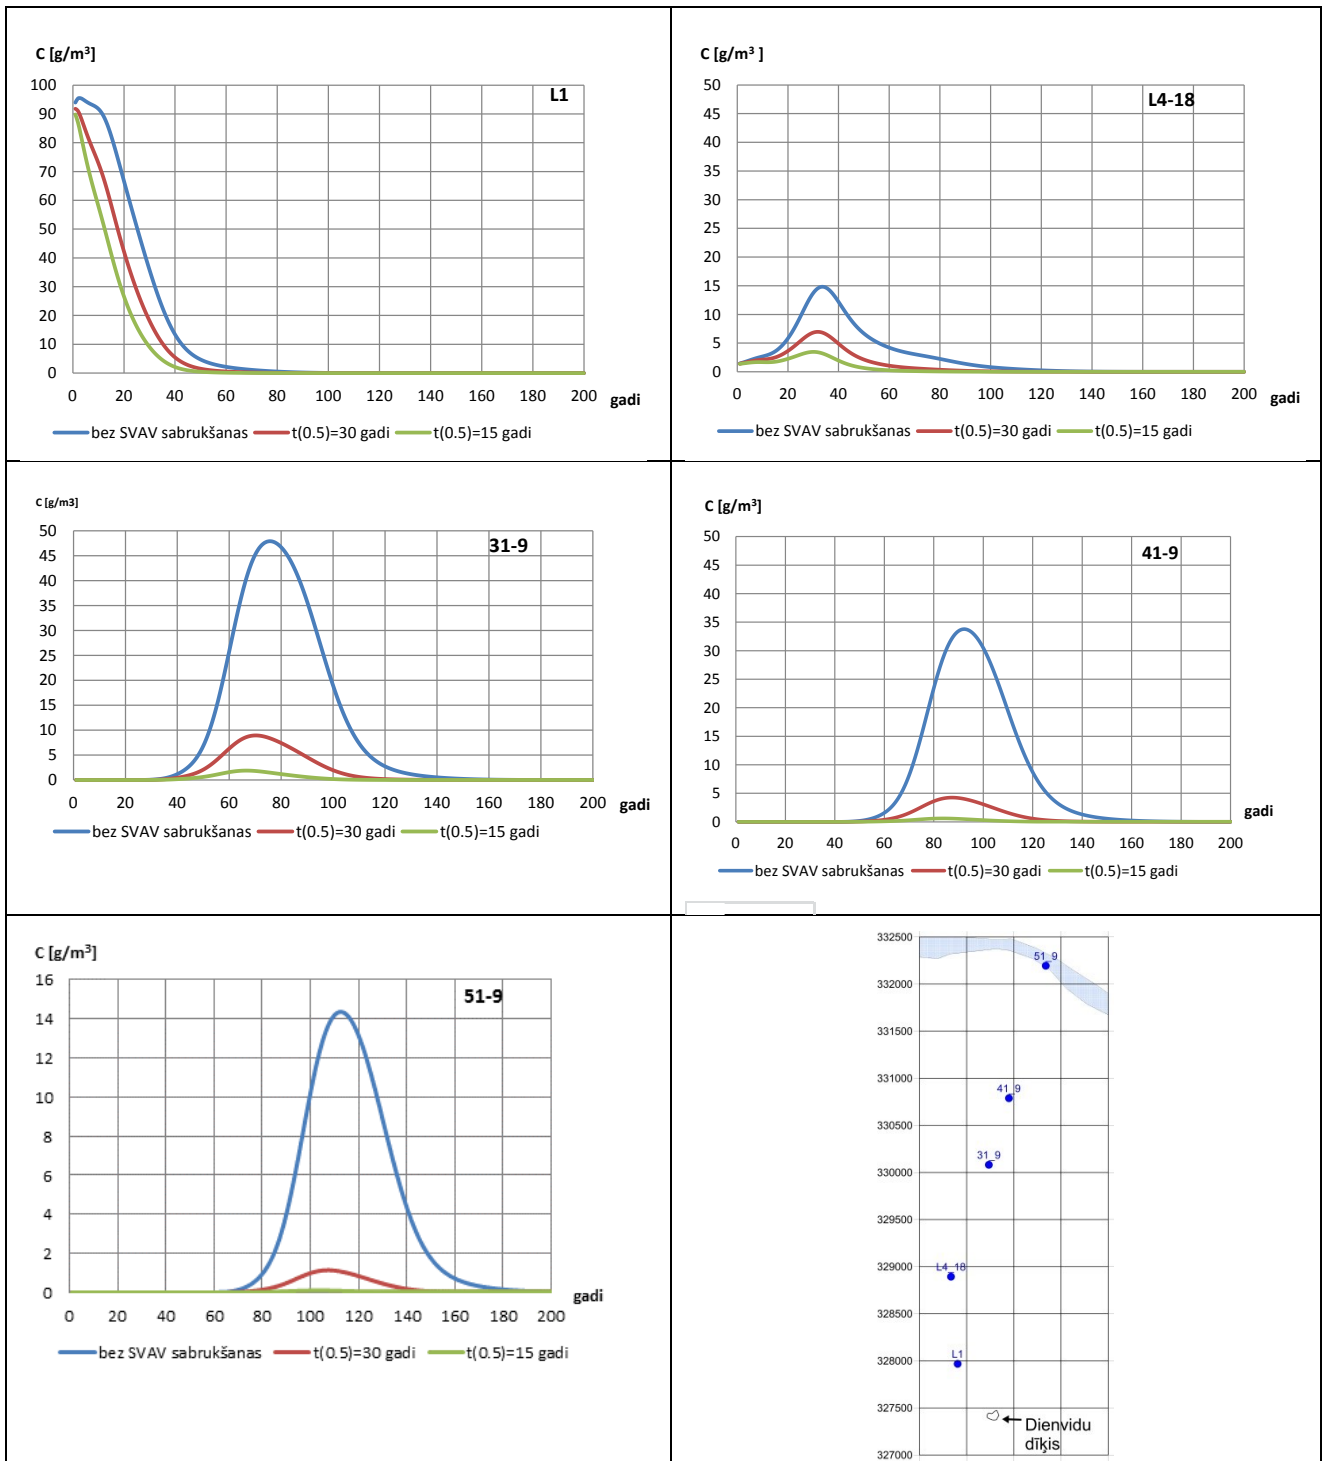 C [g/m³]
L1
100
90
80
70
60
50
40
30
20
10
0
0 20 40 60 80 100 120 140 160 180 200
gadi
bez SVAV sabrukšanas t(0.5)=30 gadi t(0.5)=15 gadi
C [g/m³ ]
L4-18
50
45
40
35
30
25
20
15
10
5
0
0 20 40 60 80 100 120 140 160 180 200
gadi
bez SVAV sabrukšanas t(0.5)=30 gadi t(0.5)=15 gadi
C [g/m3]
31-9
50
45
40
35
30
25
20
15
10
5
0
0 20 40 60 80 100 120 140 160 180 200
gadi
bez SVAV sabrukšanas t(0.5)=30 gadi t(0.5)=15 gadi
C [g/m³]
41-9
50
45
40
35
30
25
20
15
10
5
0
gadi
0 20 40 60 80 100 120 140 160 180 200
bez SVAV sabrukšanas t(0.5)=30 gadi t(0.5)=15 gadi
C [g/m³]
51-9
16
14
12
10
8
6
4
2
0
gadi
0 20 40 60 80 100 120 140 160 180 200
bez SVAV sabrukšanas t(0.5)=30 gadi t(0.5)=15 gadi
332500
51_9
332000
331500
331000
41_9
330500
31_9
330000
329500
329000
L4_18
328500
328000
L1
327500
Dienvidu
dīķis
327000